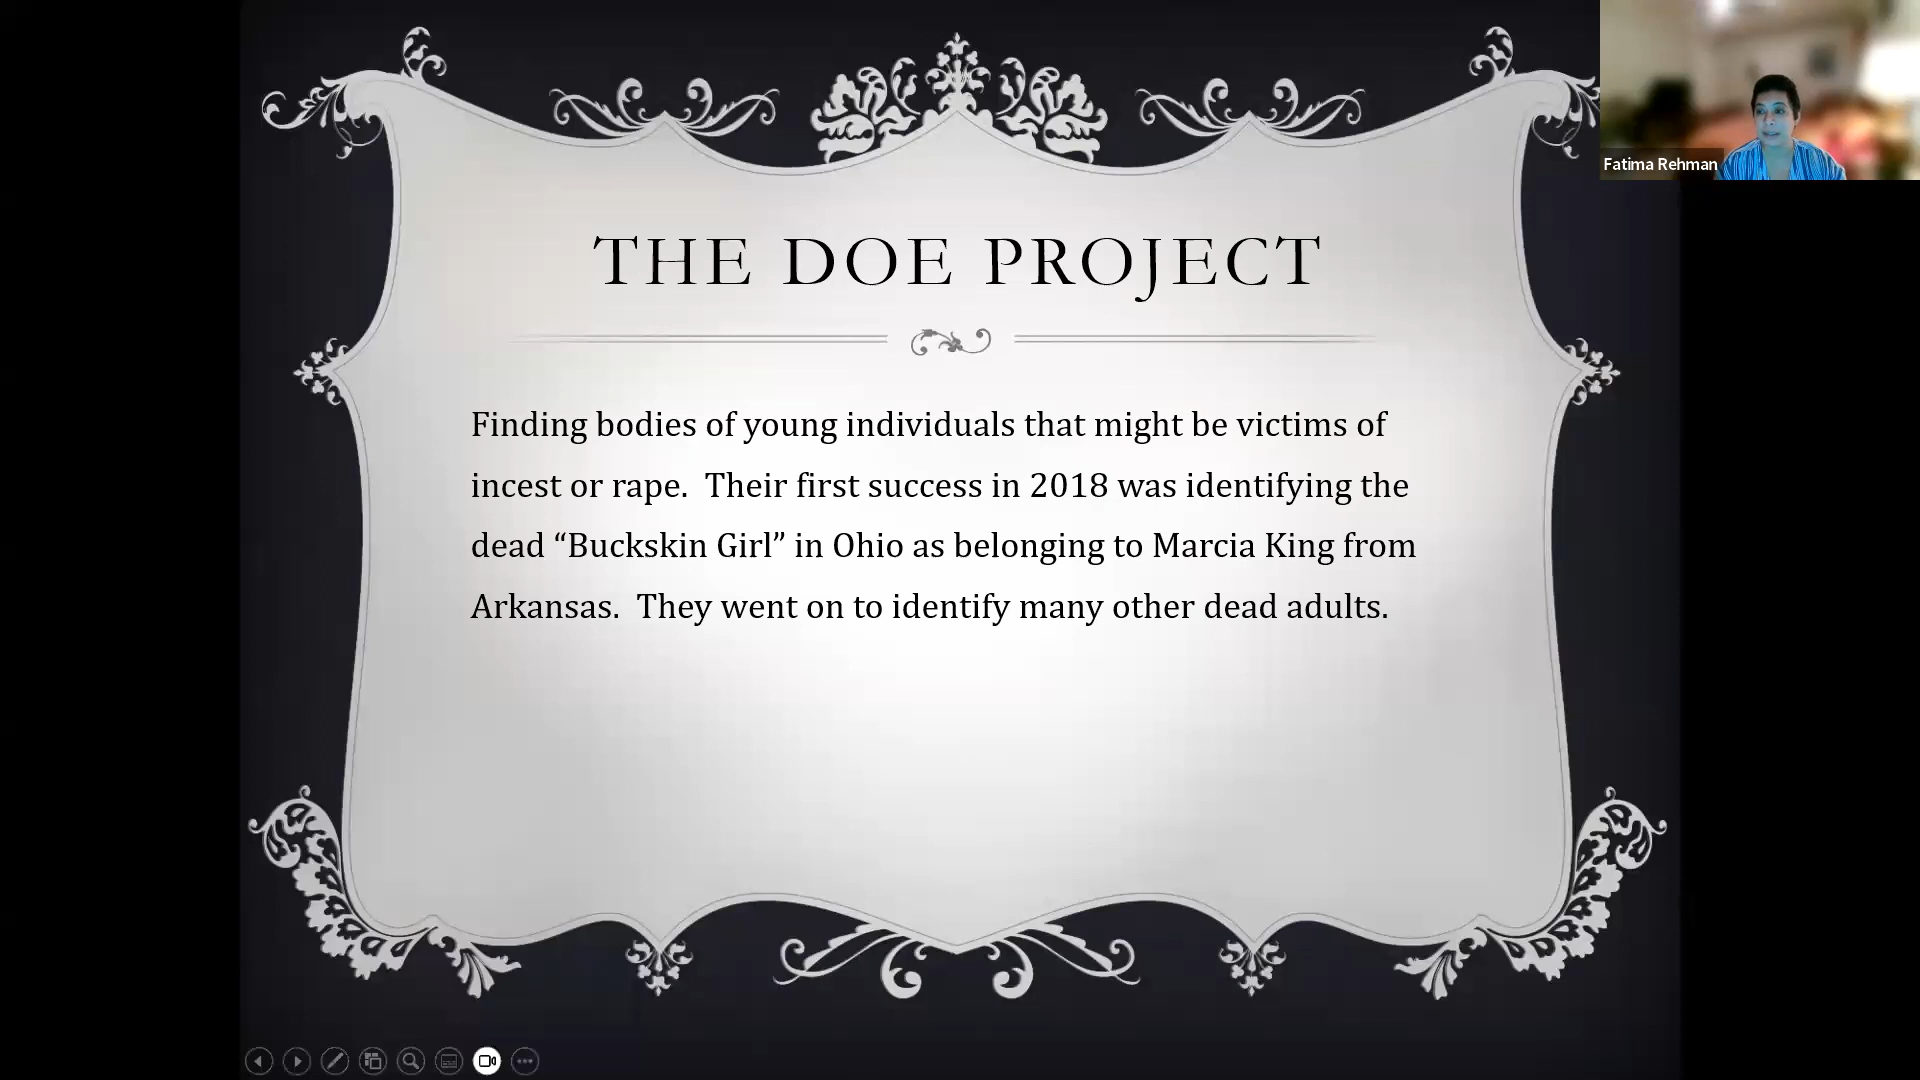 Fatima Rehman
THE DOE PROJECT
Finding bodies of young individuals that might be victims of
incest or rape.  Their first success in 2018 was identifying the
dead “Buckskin Girl” in Ohio as belonging to Marcia King from
Arkansas.  They went on to identify many other dead adults.